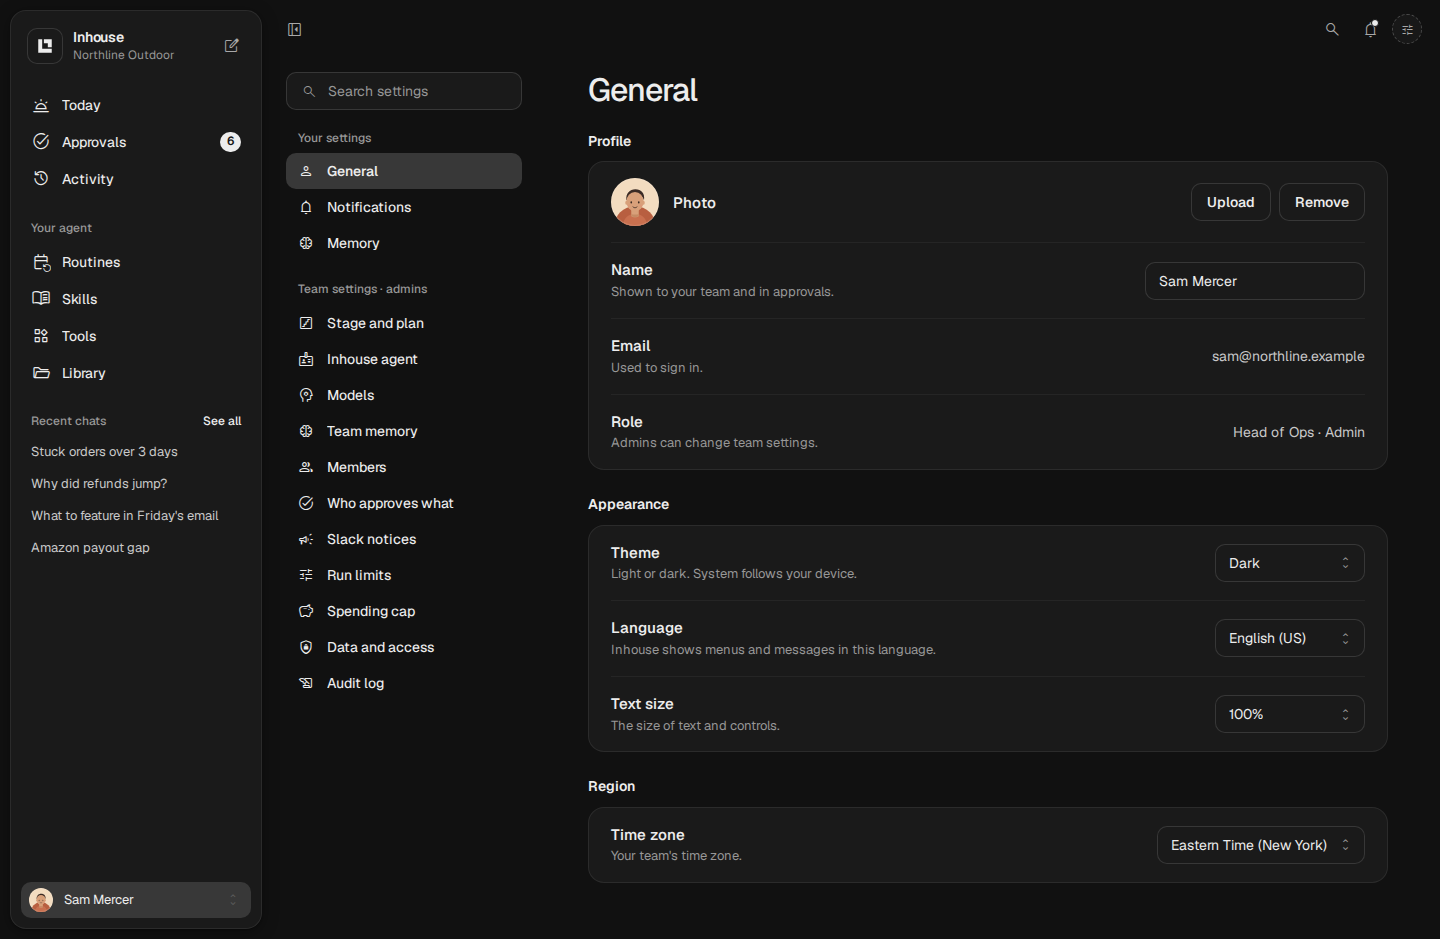 Inhouse
Northline Outdoor
Today
Approvals 6
Activity
Your agent
Routines
Skills
Tools
Library
Recent chats See all
Stuck orders over 3 days
Why did refunds jump?
What to feature in Friday's email
Amazon payout gap
Sam Mercer
Search settings
Your settings
General
Notifications
Memory
Team settings · admins
Stage and plan
Inhouse agent
Models
Team memory
Members
Who approves what
Slack notices
Run limits
Spending cap
Data and access
Audit log
General
Profile
Photo Upload Remove
Name
Shown to your team and in approvals.
Sam Mercer
Email
Used to sign in.
sam@northline.example
Role
Admins can change team settings.
Head of Ops · Admin
Appearance
Theme
Light or dark. System follows your device.
Dark
Language
Inhouse shows menus and messages in this language.
English (US)
Text size
The size of text and controls.
100%
Region
Time zone
Your team's time zone.
Eastern Time (New York)